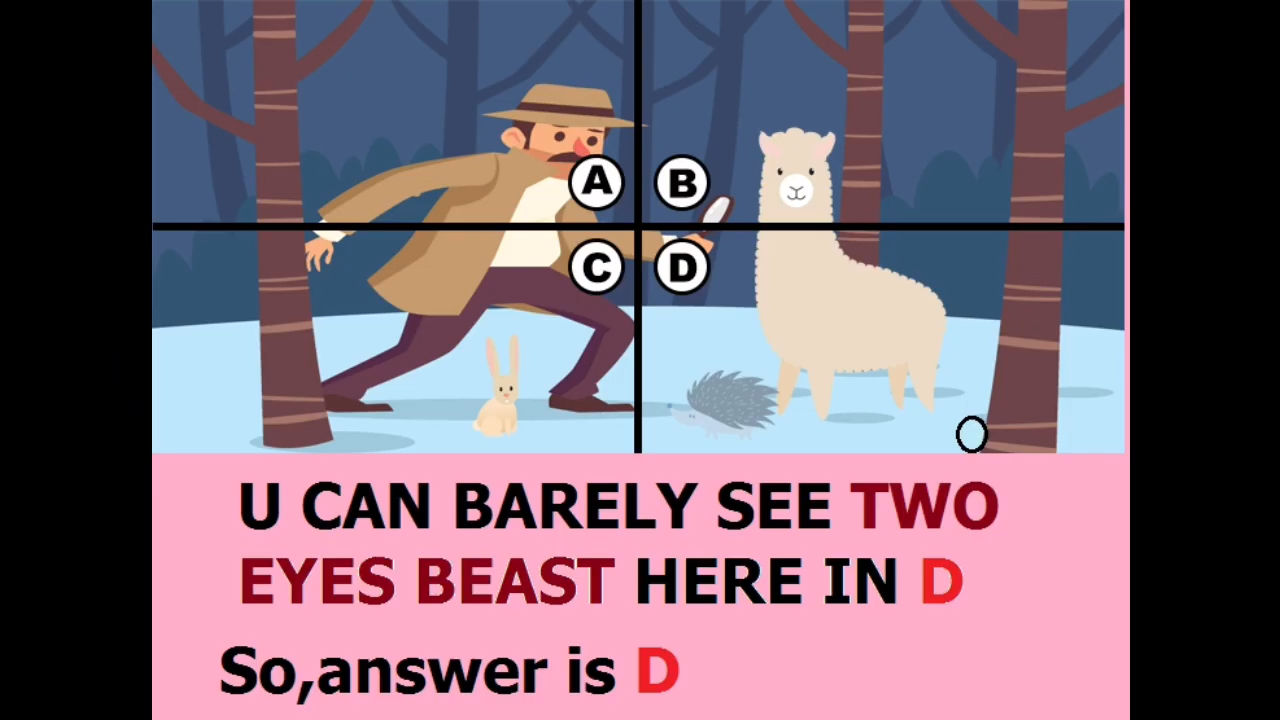 A B
C D
U CAN BARELY SEE TWO
EYES BEAST HERE IN D
So,answer is D